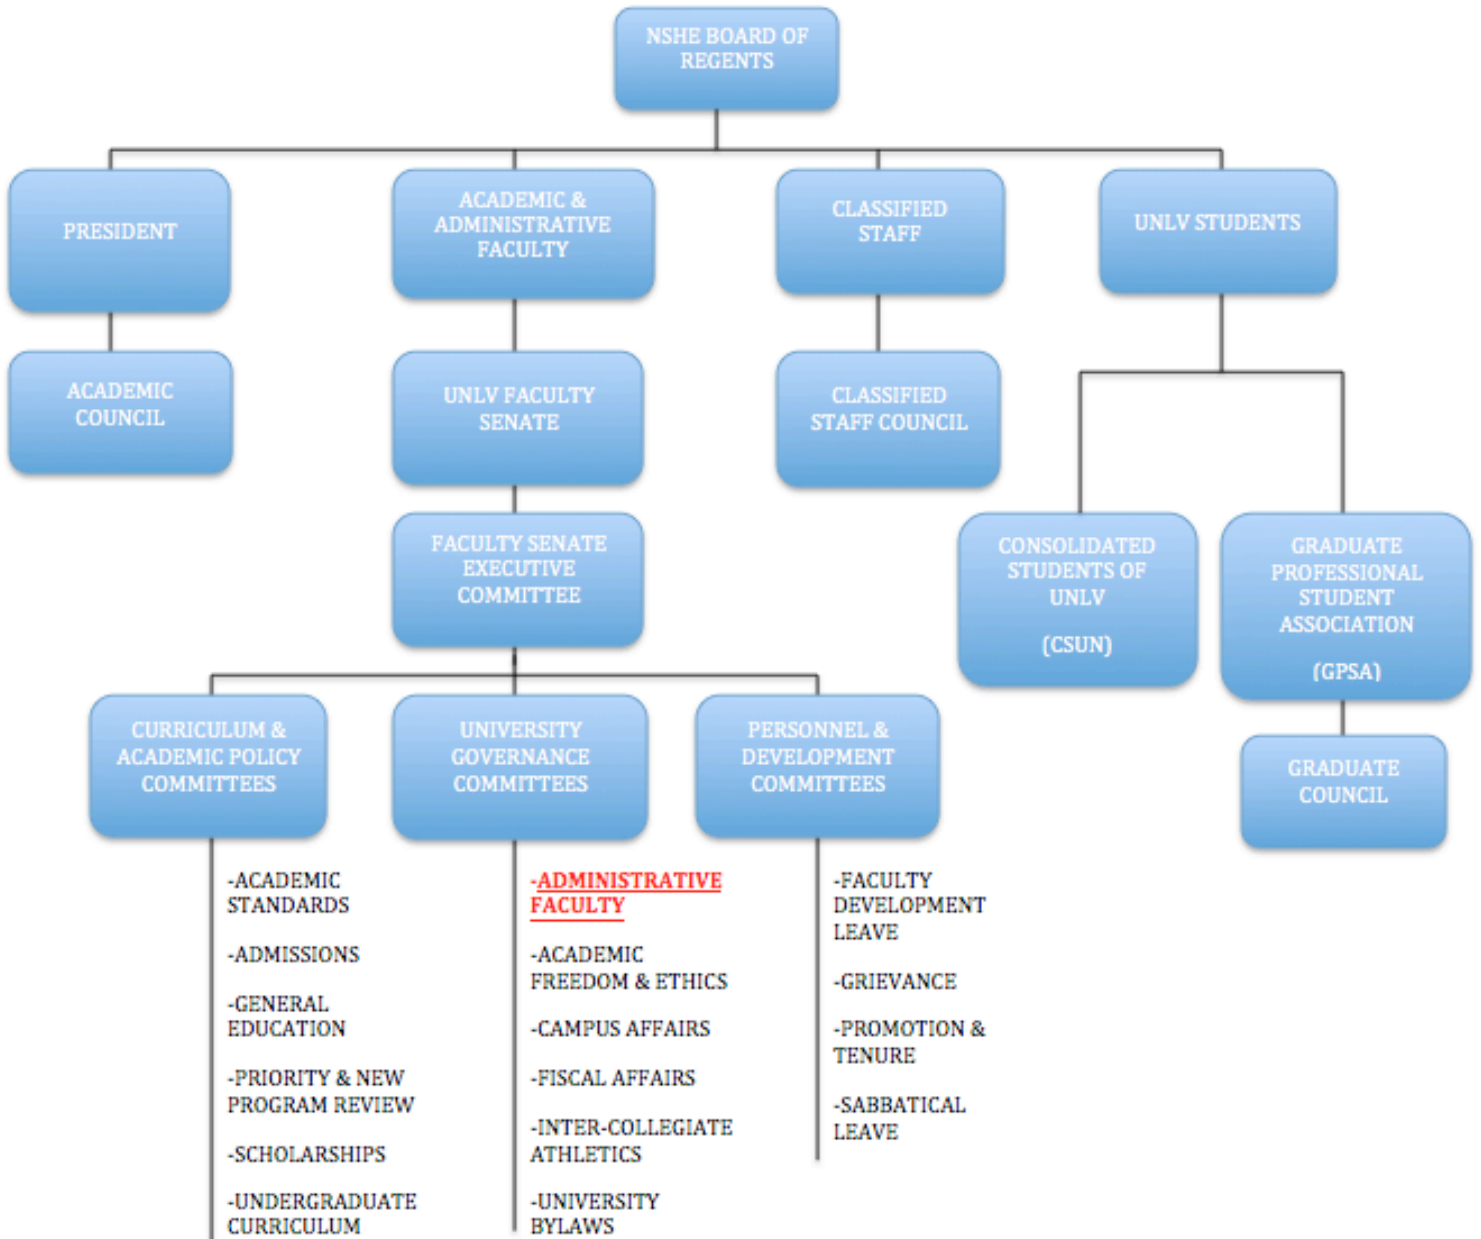 NSHE BOARD OF
REGENTS
PRESIDENT
ACADEMIC &
ADMINISTRATIVE
FACULTY
CLASSIFIED
STAFF
UNLV STUDENTS
ACADEMIC
COUNCIL
UNLV FACULTY
SENATE
CLASSIFIED
STAFF COUNCIL
FACULTY SENATE
EXECUTIVE
COMMITTEE
CONSOLIDATED
STUDENTS OF
UNLV
(CSUN)
GRADUATE
PROFESSIONAL
STUDENT
ASSOCIATION
(GPSA)
GRADUATE
COUNCIL
CURRICULUM &
ACADEMIC POLICY
COMMITTEES
UNIVERSITY
GOVERNANCE
COMMITTEES
PERSONNEL &
DEVELOPMENT
COMMITTEES
-ACADEMIC
STANDARDS
-ADMISSIONS
-GENERAL
EDUCATION
-PRIORITY & NEW
PROGRAM REVIEW
-SCHOLARSHIPS
-UNDERGRADUATE
CURRICULUM
-ADMINISTRATIVE
FACULTY
-ACADEMIC
FREEDOM & ETHICS
-CAMPUS AFFAIRS
-FISCAL AFFAIRS
-INTER-COLLEGIATE
ATHLETICS
-UNIVERSITY
BYLAWS
-FACULTY
DEVELOPMENT
LEAVE
-GRIEVANCE
-PROMOTION &
TENURE
-SABBATICAL
LEAVE